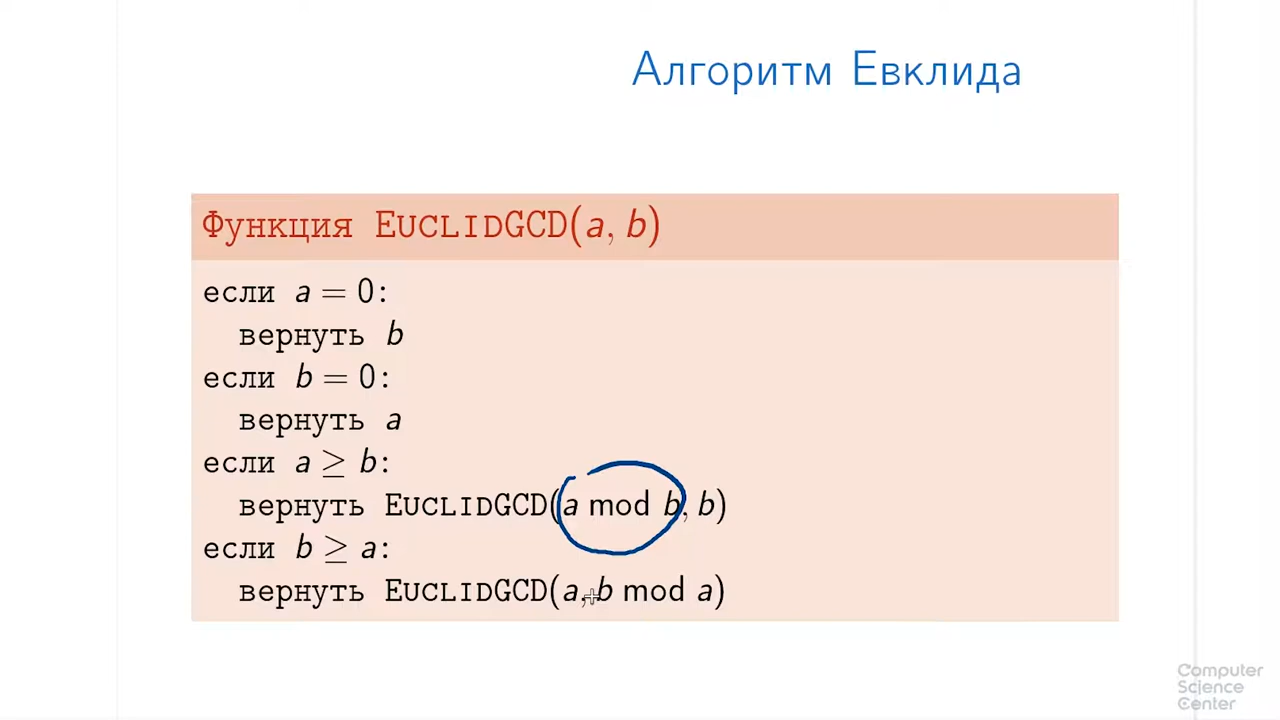 Алгоритм Евклида
Функция EUCLIDGCD(a, b)
если a = 0:
вернуть b
если b = 0:
вернуть a
если a ≥ b:
вернуть EUCLIDGCD(a mod b, b)
если b ≥ a:
вернуть EUCLIDGCD(a, b mod a)
Computer
Science
Center